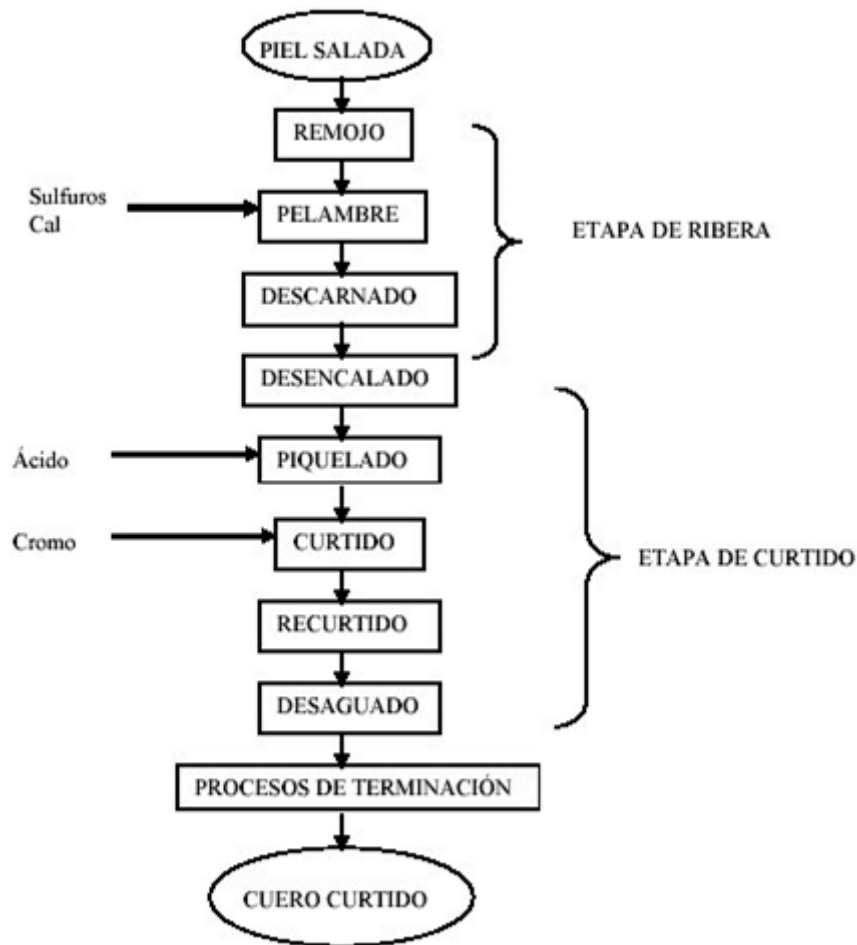 PIEL SALADA
REMOJO
Sulfuros
Cal
PELAMBRE
ETAPA DE RIBERA
DESCARNADO
DESENCALADO
Ácido
PIQUELADO
Cromo
CURTIDO
ETAPA DE CURTIDO
RECURTIDO
DESAGUADO
PROCESOS DE TERMINACIÓN
CUERO CURTIDO